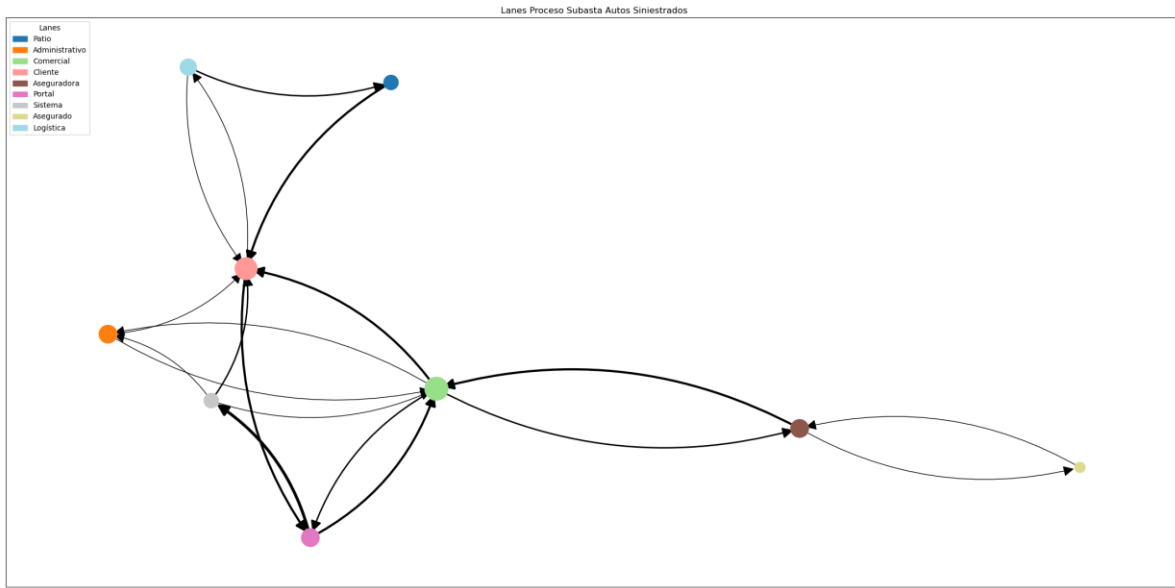 Lanes Proceso Subasta Autos Siniestrados
Lanes
Patio
Administrativo
Comercial
Cliente
Aseguradora
Portal
Sistema
Asegurado
Logística